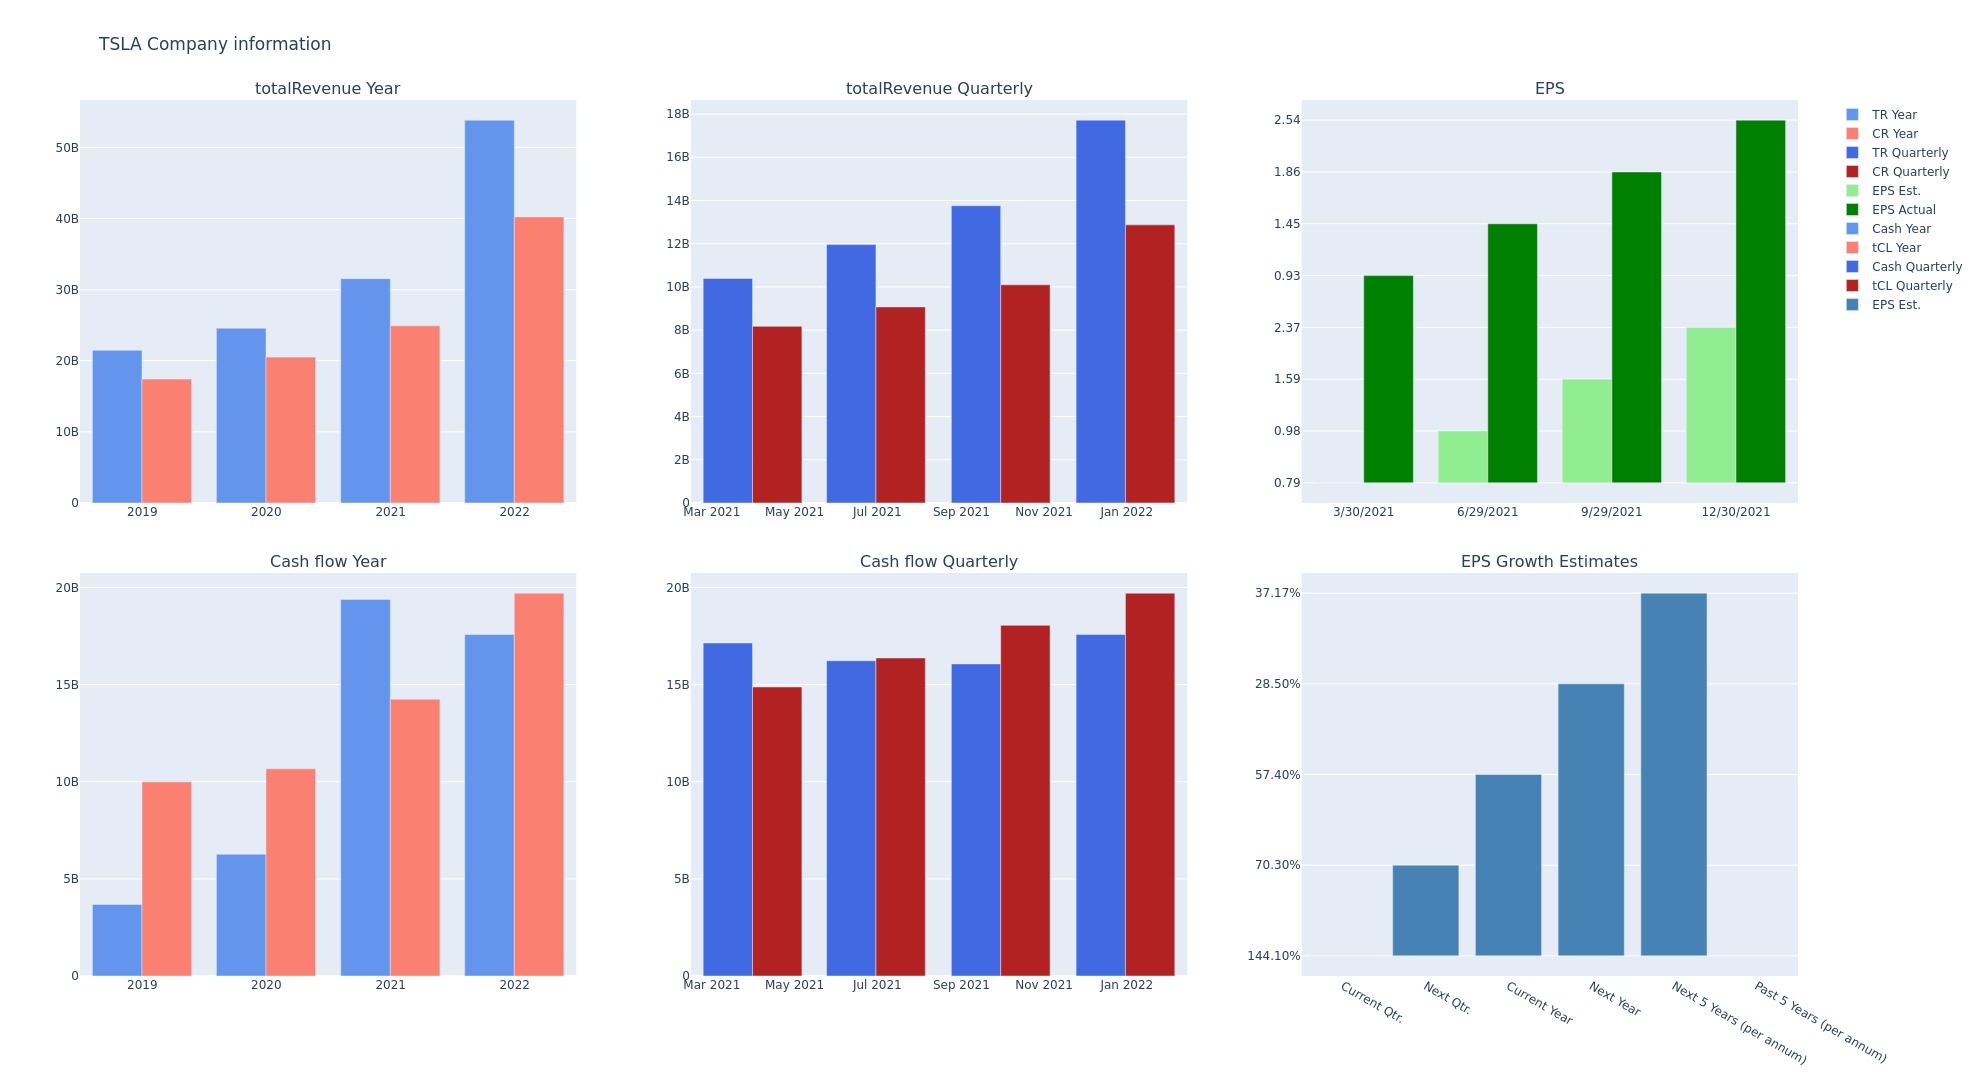 TSLA Company information
totalRevenue Year
50B
40B
30B
20B
10B
0
2019 2020 2021 2022
totalRevenue Quarterly
18B
16B
14B
12B
10B
8B
6B
4B
2B
0
Mar 2021 May 2021 Jul 2021 Sep 2021 Nov 2021 Jan 2022
EPS
2.54
1.86
1.45
0.93
2.37
1.59
0.98
0.79
3/30/2021 6/29/2021 9/29/2021 12/30/2021
TR Year
CR Year
TR Quarterly
CR Quarterly
EPS Est.
EPS Actual
Cash Year
tCL Year
Cash Quarterly
tCL Quarterly
EPS Est.
Cash flow Year
20B
15B
10B
5B
0
2019 2020 2021 2022
Cash flow Quarterly
20B
15B
10B
5B
0
Mar 2021 May 2021 Jul 2021 Sep 2021 Nov 2021 Jan 2022
EPS Growth Estimates
37.17%
28.50%
57.40%
70.30%
144.10%
Current Qtr.
Next Qtr.
Current Year
Next Year
Next 5 Years (per annum)
Past 5 Years (per annum)